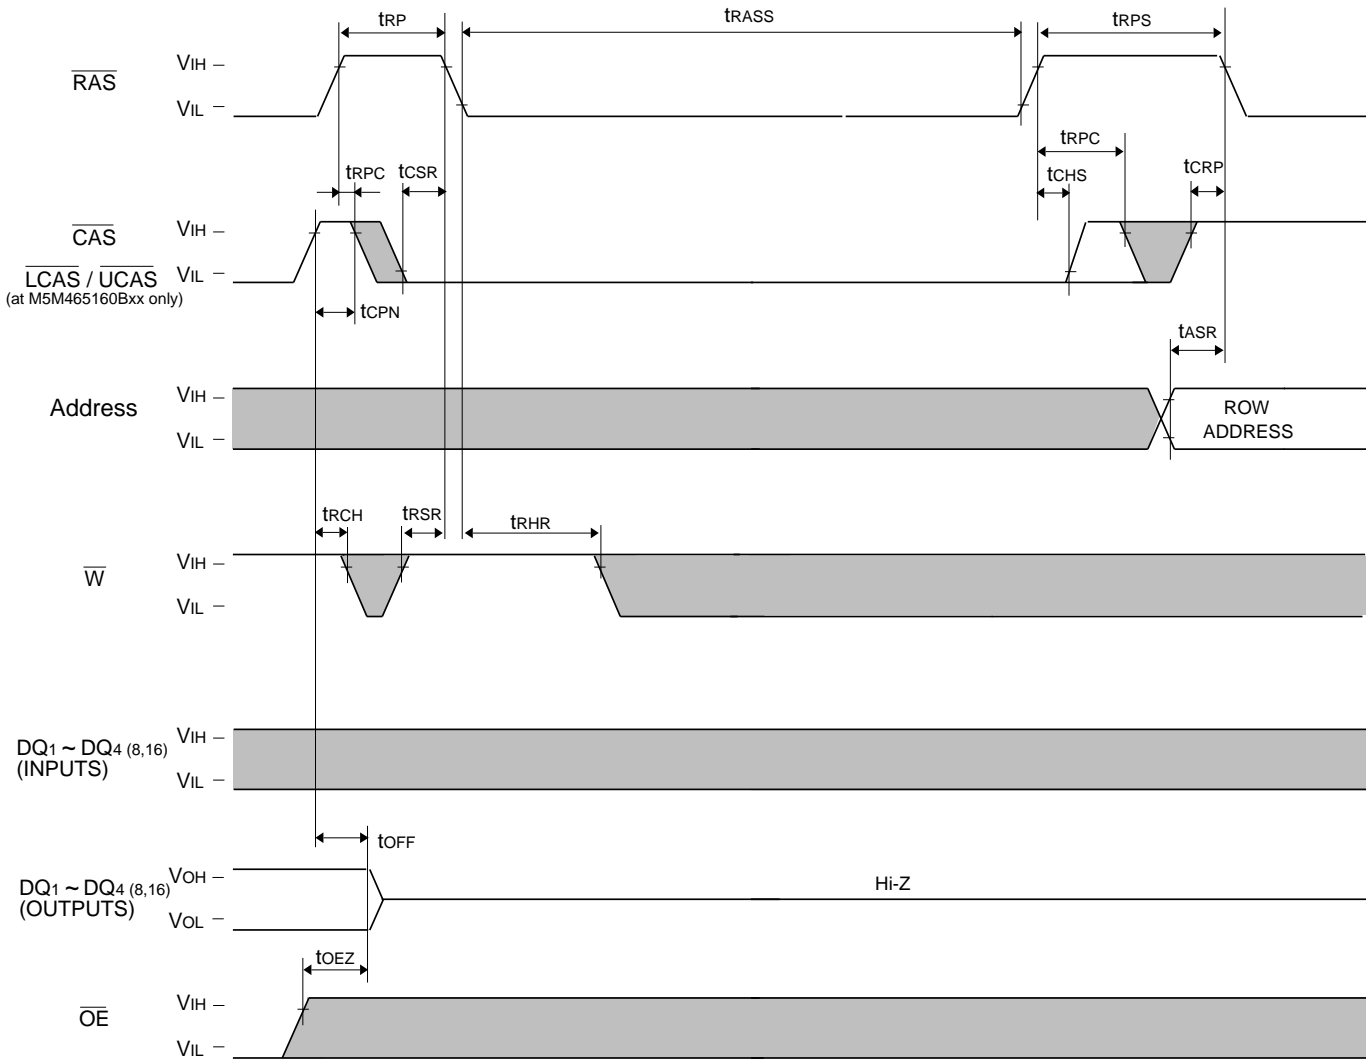 tRP
tRASS
tRPS
RAS
VIH
VIL
tRPC
tCSR
tRPC
tCHS
tCRP
CAS
VIH
LCAS / UCAS
VIL
(at M5M465160Bxx only)
tCPN
tASR
Address
VIH
VIL
ROW
ADDRESS
tRCH
tRSR
tRHR
W
VIH
VIL
DQ1 ~ DQ4 (8,16)
(INPUTS)
VIH
VIL
tOFF
DQ1 ~ DQ4 (8,16)
(OUTPUTS)
VOH
VOL
Hi-Z
tOEZ
OE
VIH
VIL